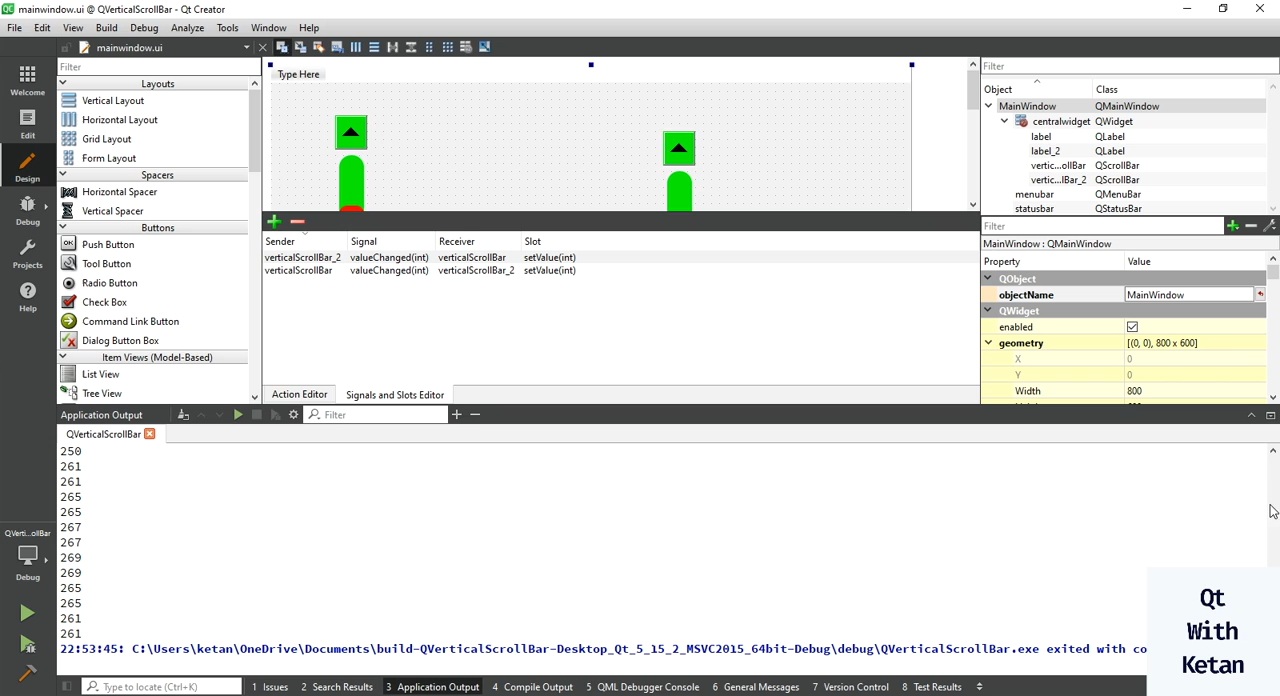 mainwindow.ui @ QVerticalScrollBar - Qt Creator
File Edit View Build Debug Analyze Tools Window Help
mainwindow.ui
Welcome
Edit
Design
Debug
Projects
Help
QVerti...ollBar
Debug
Filter
Layouts
Vertical Layout
Horizontal Layout
Grid Layout
Form Layout
Spacers
Horizontal Spacer
Vertical Spacer
Buttons
Push Button
Tool Button
Radio Button
Check Box
Command Link Button
Dialog Button Box
Item Views (Model-Based)
List View
Tree View
Type Here
Sender Signal Receiver Slot
verticalScrollBar_2 valueChanged(int) verticalScrollBar setValue(int)
verticalScrollBar valueChanged(int) verticalScrollBar_2 setValue(int)
Action Editor Signals and Slots Editor
Filter
Object Class
MainWindow QMainWindow
centralwidget QWidget
label QLabel
label_2 QLabel
vertic...ollBar QScrollBar
vertic...lBar_2 QScrollBar
menubar QMenuBar
statusbar QStatusBar
Filter
MainWindow : QMainWindow
Property Value
QObject
objectName MainWindow
QWidget
enabled
geometry [(0, 0), 800 x 600]
X 0
Y 0
Width 800
Application Output Filter
QVerticalScrollBar
250
261
261
265
265
267
267
269
269
265
265
261
261
22:53:45: C:\Users\ketan\OneDrive\Documents\build-QVerticalScrollBar-Desktop_Qt_5_15_2_MSVC2015_64bit-Debug\debug\QVerticalScrollBar.exe exited with co
Qt
With
Ketan
Type to locate (Ctrl+K) 1 Issues 2 Search Results 3 Application Output 4 Compile Output 5 QML Debugger Console 6 General Messages 7 Version Control 8 Test Results